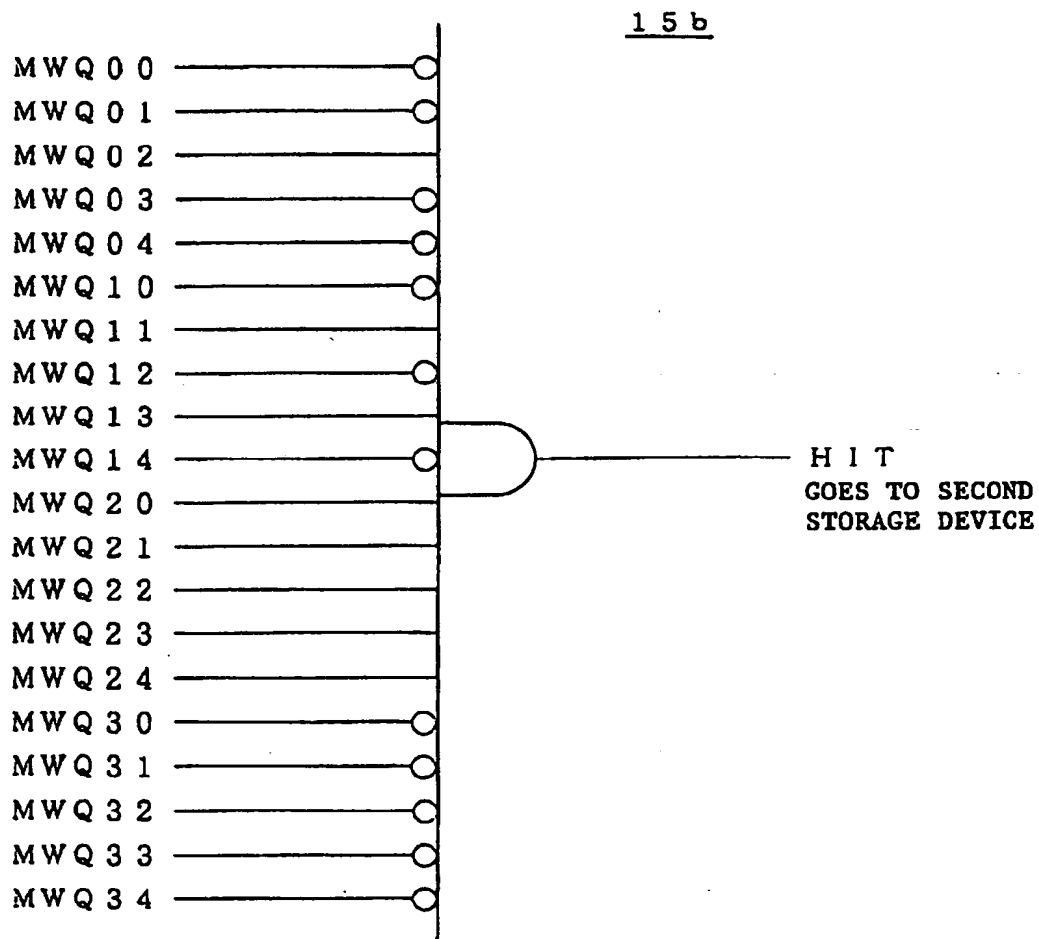 15b
MWQ00
MWQ01
MWQ02
MWQ03
MWQ04
MWQ10
MWQ11
MWQ12
MWQ13
MWQ14
MWQ20
MWQ21
MWQ22
MWQ23
MWQ24
MWQ30
MWQ31
MWQ32
MWQ33
MWQ34
HIT
GOES TO SECOND
STORAGE DEVICE